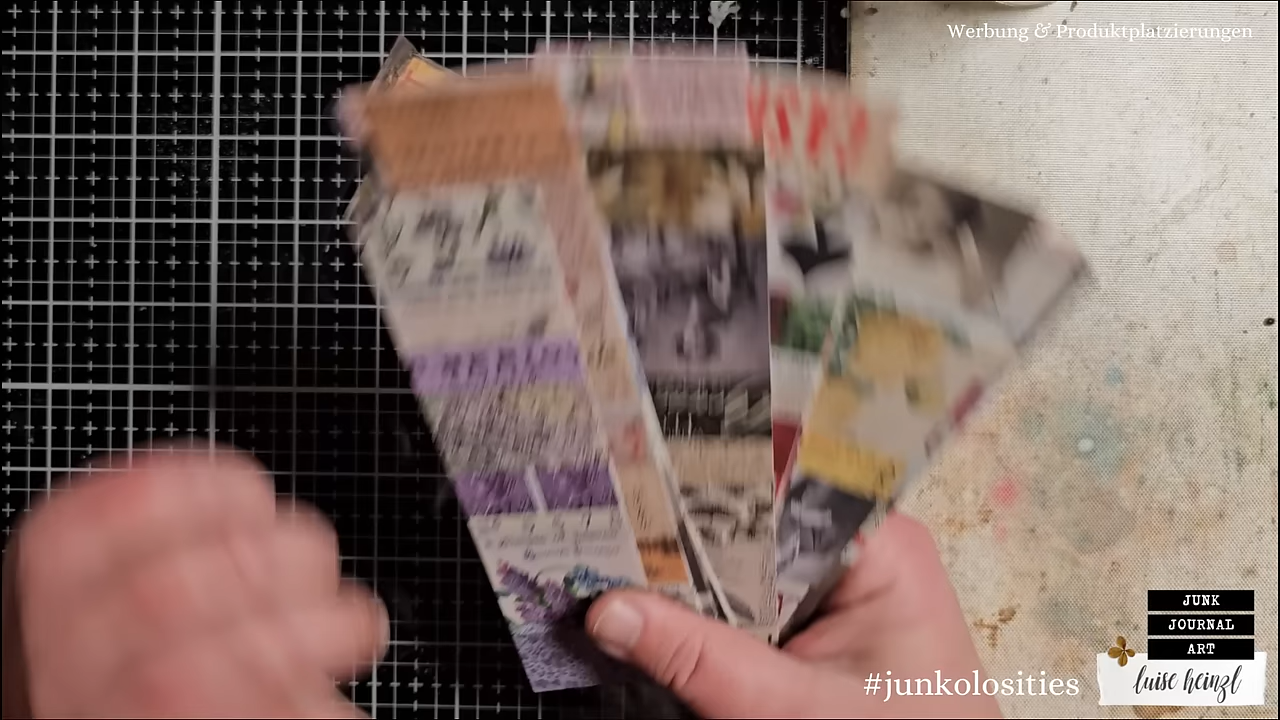 Werbung & Produktplatzierungen
JUNK
JOURNAL
ART
#junkolosities
luise heinzl